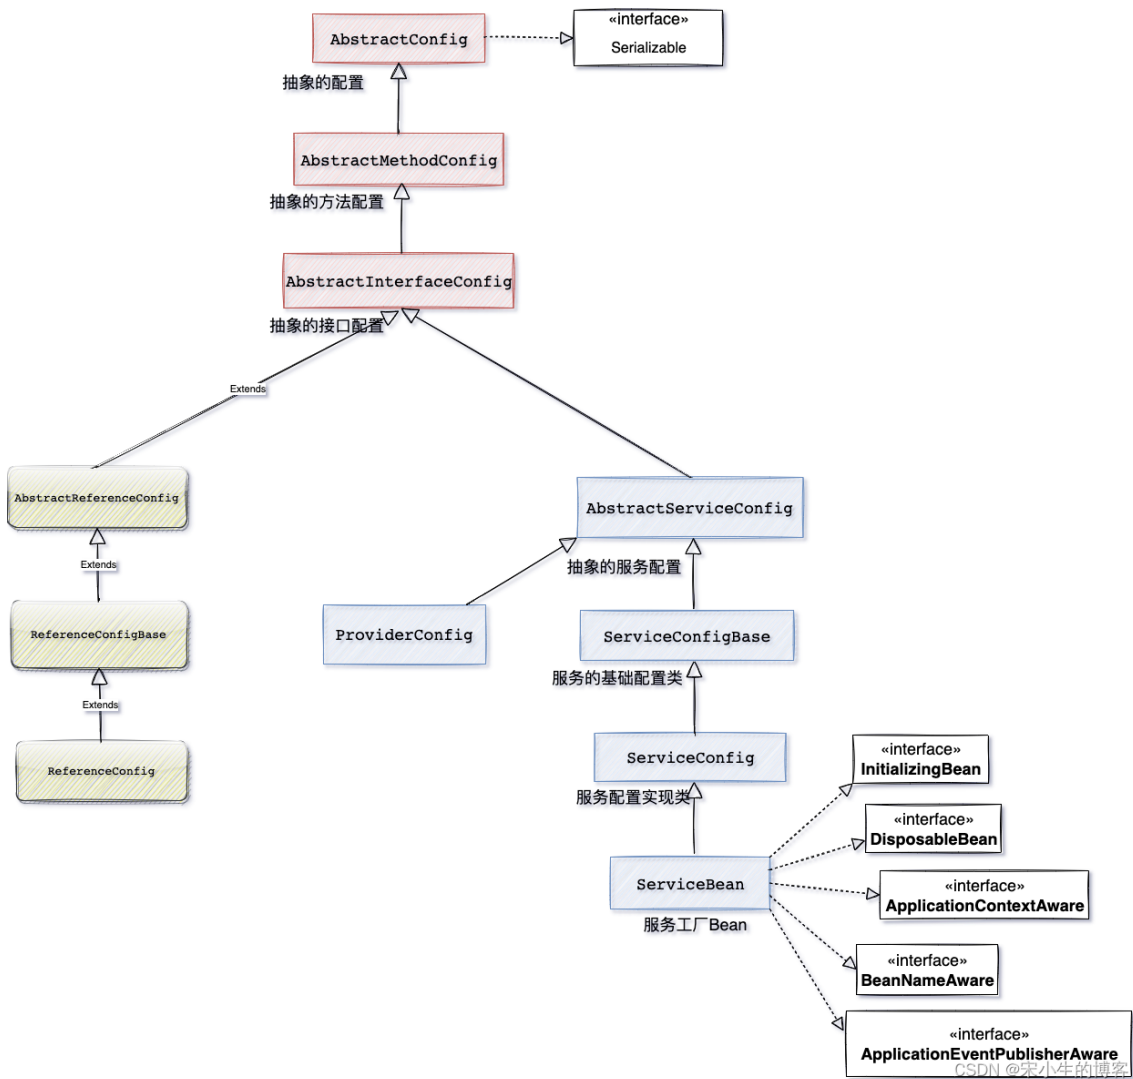 «interface»
AbstractConfig
Serializable
抽象的配置
AbstractMethodConfig
抽象的方法配置
AbstractInterfaceConfig
抽象的接口配置
Extends
AbstractReferenceConfig
AbstractServiceConfig
Extends
抽象的服务配置
ReferenceConfigBase
ProviderConfig
ServiceConfigBase
服务的基础配置类
Extends
ReferenceConfig
ServiceConfig
«interface»
InitializingBean
服务配置实现类
«interface»
DisposableBean
ServiceBean
«interface»
ApplicationContextAware
服务工厂Bean
«interface»
BeanNameAware
«interface»
ApplicationEventPublisherAware
CSDN @宋小生的博客